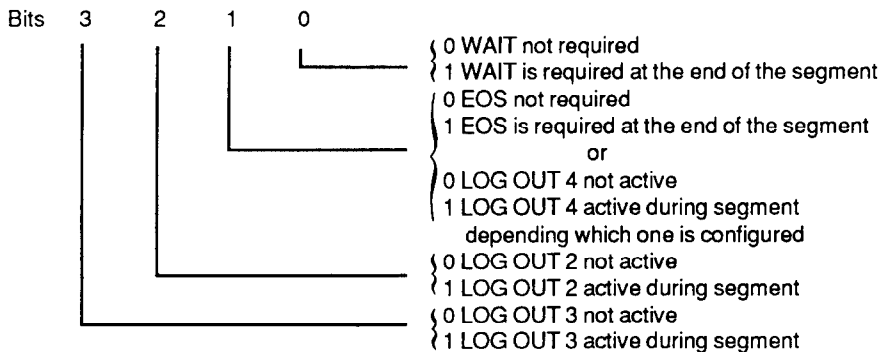 Bits 3 2 1 0
0 WAIT not required
1 WAIT is required at the end of the segment
0 EOS not required
1 EOS is required at the end of the segment
or
0 LOG OUT 4 not active
1 LOG OUT 4 active during segment
depending which one is configured
0 LOG OUT 2 not active
1 LOG OUT 2 active during segment
0 LOG OUT 3 not active
1 LOG OUT 3 active during segment